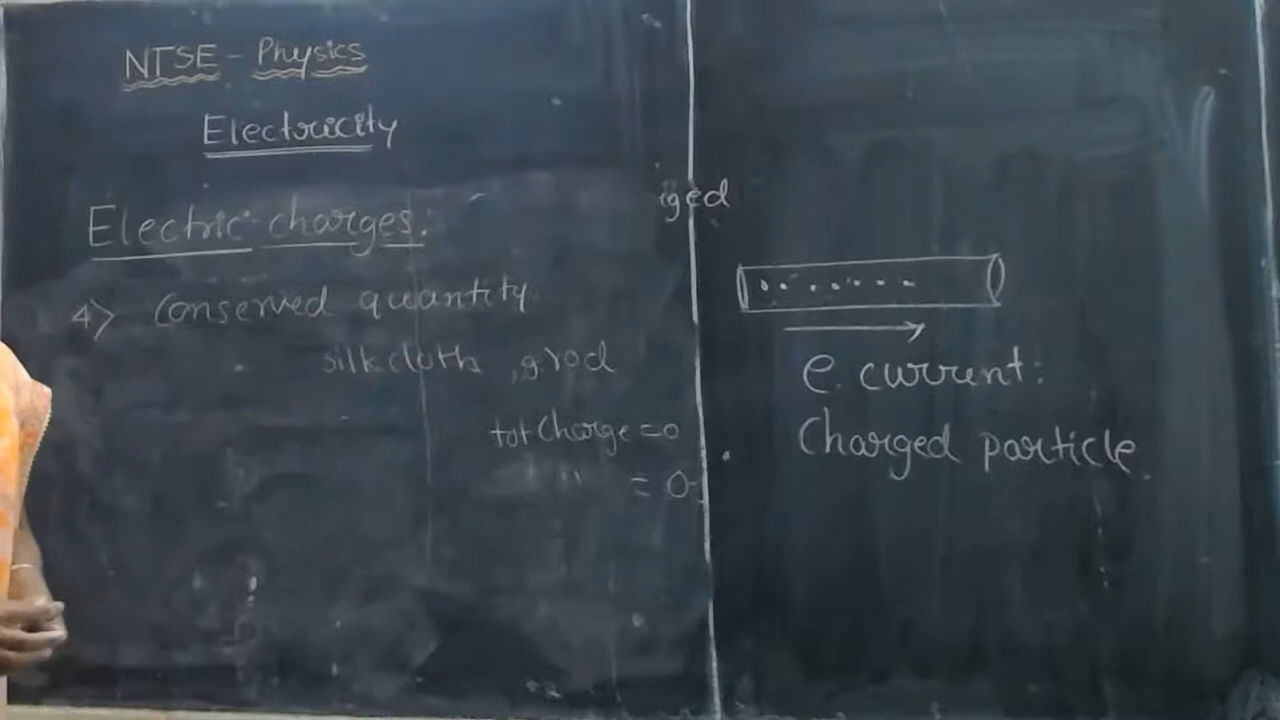 NTSE - Physics
Electricity
Electric charges:
4> Conserved quantity
silk cloth, g.rod
tot Charge = 0
" = 0
ged
e. current:
Charged particle.